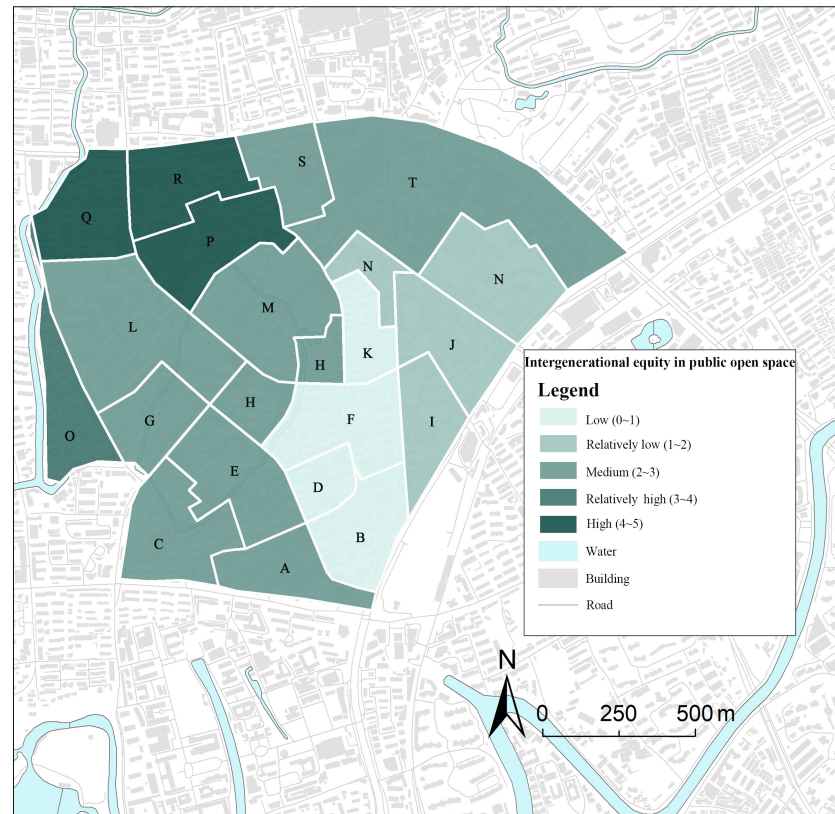 S
R
T
Q
P
N
N
M
L
J
K
H
H
F
G
I
O
E
D
B
C
A
Intergenerational equity in public open space
Legend
Low (0~1)
Relatively low (1~2)
Medium (2~3)
Relatively high (3~4)
High (4~5)
Water
Building
Road
N
0 250 500 m